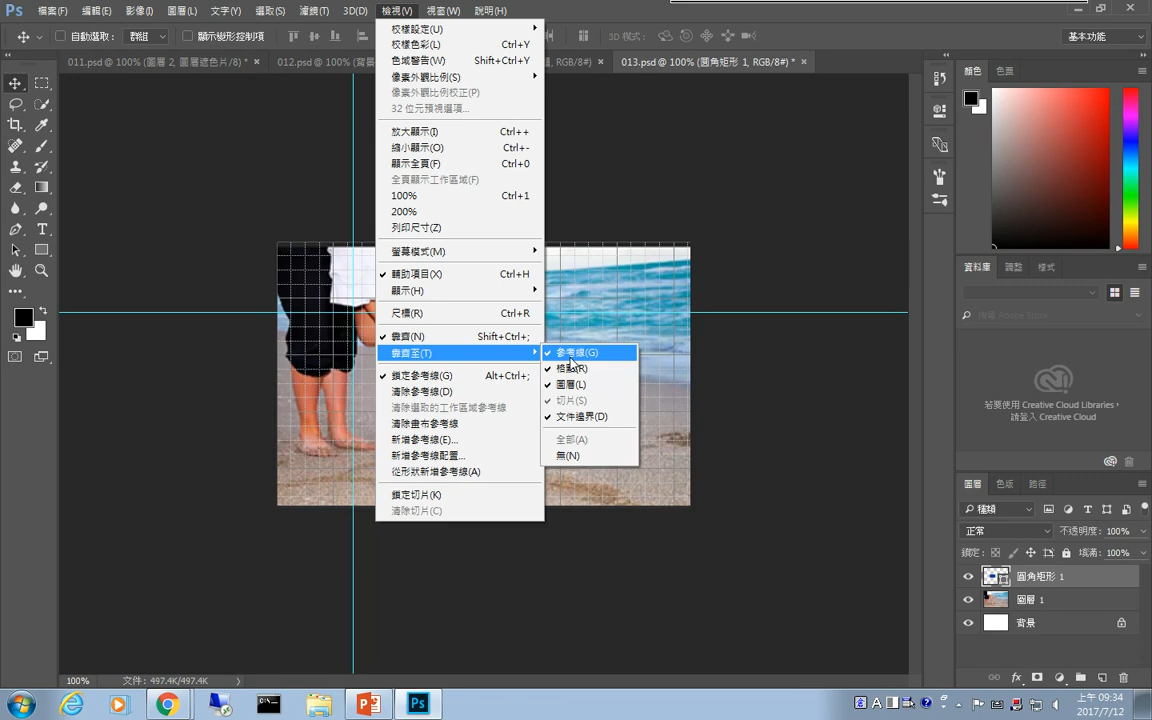 Ps 檔案(F) 編輯(E) 影像(I) 圖層(L) 文字(Y) 選取(S) 濾鏡(T) 3D(D) 檢視(V) 視窗(W) 說明(H)
自動選取: 群組 顯示變形控制項 3D 模式: 基本功能
011.psd @ 100% (圖層 2, 圖層遮色片/8) * × 012.psd @ 100% (背景 , RGB/8#) × 013.psd @ 100% (圓角矩形 1, RGB/8#) * ×
校樣設定(U)
校樣色彩(L) Ctrl+Y
色域警告(W) Shift+Ctrl+Y
像素外觀比例(S)
像素外觀比例校正(P)
32 位元預視選項...
放大顯示(I) Ctrl++
縮小顯示(O) Ctrl+-
顯示全頁(F) Ctrl+0
全頁顯示工作區域(F)
100% Ctrl+1
200%
列印尺寸(Z)
螢幕模式(M)
輔助項目(X) Ctrl+H
顯示(H)
尺標(R) Ctrl+R
靠齊(N) Shift+Ctrl+;
靠齊至(T)
鎖定參考線(G) Alt+Ctrl+;
清除參考線(D)
清除選取的工作區域參考線
清除畫布參考線
新增參考線(E)...
新增參考線配置...
從形狀新增參考線(A)
鎖定切片(K)
清除切片(C)
參考線(G)
圖層(L)
切片(S)
文件邊界(D)
全部(A)
無(N)
顏色 色票
資料庫 調整 樣式
搜尋 Adobe Stock
若要使用 Creative Cloud Libraries,
請登入 Creative Cloud
圖層 色版 路徑
種類
正常 不透明度: 100%
鎖定: 填滿: 100%
圓角矩形 1
圖層 1
背景
100% 文件: 497.4K/497.4K
上午 09:34
2017/7/12